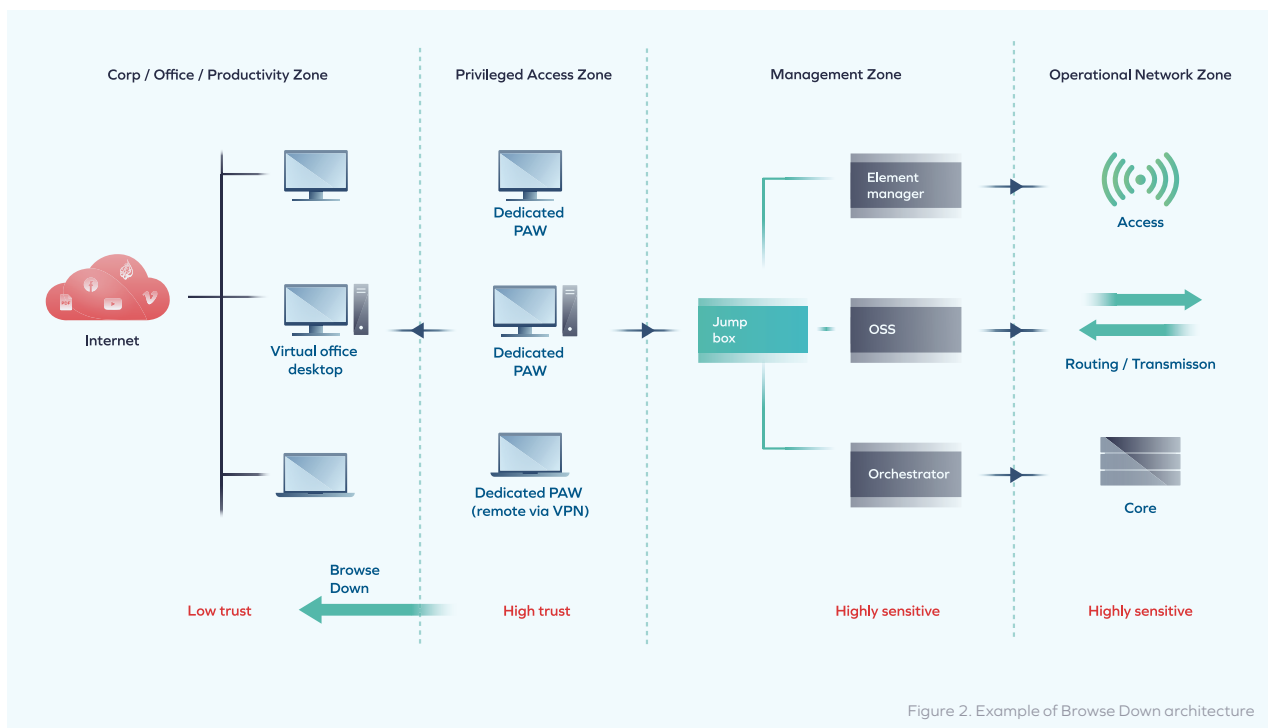 Corp / Office / Productivity Zone
Privileged Access Zone
Management Zone
Operational Network Zone
Internet
PDF
Virtual office
desktop
Dedicated
PAW
Dedicated
PAW
Dedicated PAW
(remote via VPN)
Jump
box
Element
manager
OSS
Orchestrator
Access
Routing / Transmisson
Core
Browse
Down
Low trust
High trust
Highly sensitive
Highly sensitive
Figure 2. Example of Browse Down architecture